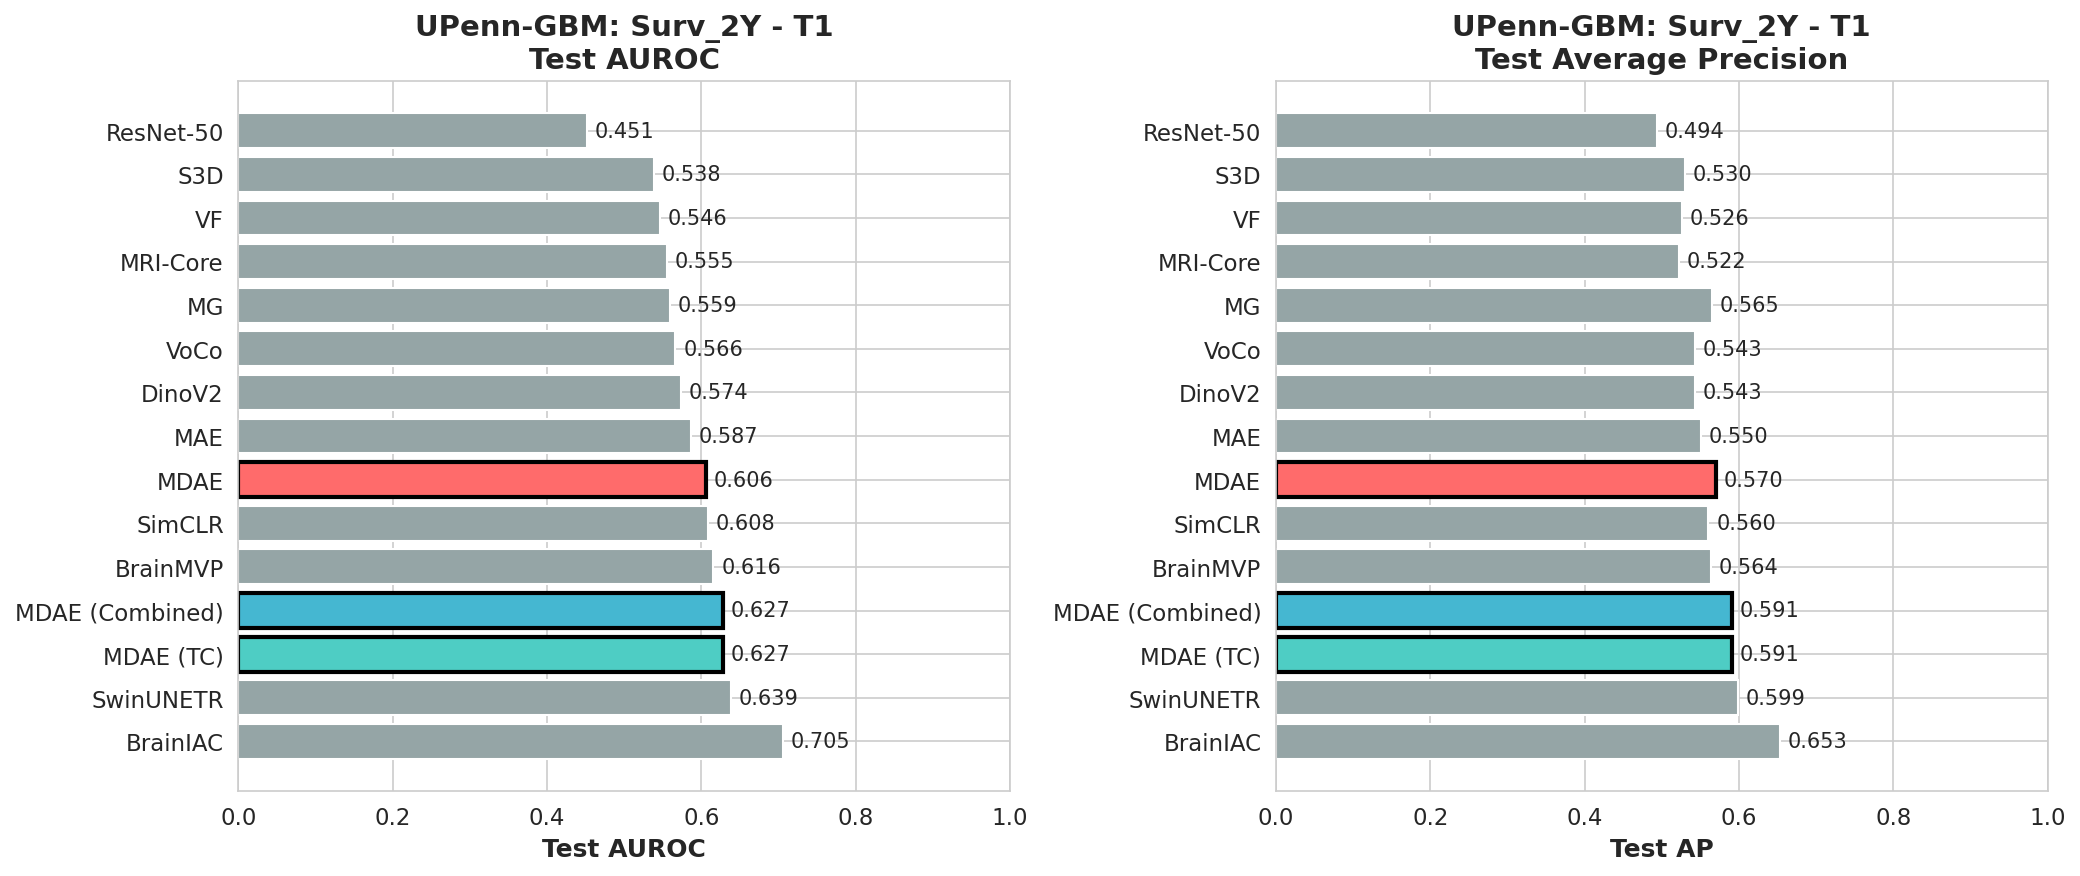 UPenn-GBM: Surv_2Y - T1
Test AUROC
ResNet-50 0.451
S3D 0.538
VF 0.546
MRI-Core 0.555
MG 0.559
VoCo 0.566
DinoV2 0.574
MAE 0.587
MDAE 0.606
SimCLR 0.608
BrainMVP 0.616
MDAE (Combined) 0.627
MDAE (TC) 0.627
SwinUNETR 0.639
BrainIAC 0.705
0.0 0.2 0.4 0.6 0.8 1.0
Test AUROC
UPenn-GBM: Surv_2Y - T1
Test Average Precision
ResNet-50 0.494
S3D 0.530
VF 0.526
MRI-Core 0.522
MG 0.565
VoCo 0.543
DinoV2 0.543
MAE 0.550
MDAE 0.570
SimCLR 0.560
BrainMVP 0.564
MDAE (Combined) 0.591
MDAE (TC) 0.591
SwinUNETR 0.599
BrainIAC 0.653
0.0 0.2 0.4 0.6 0.8 1.0
Test AP